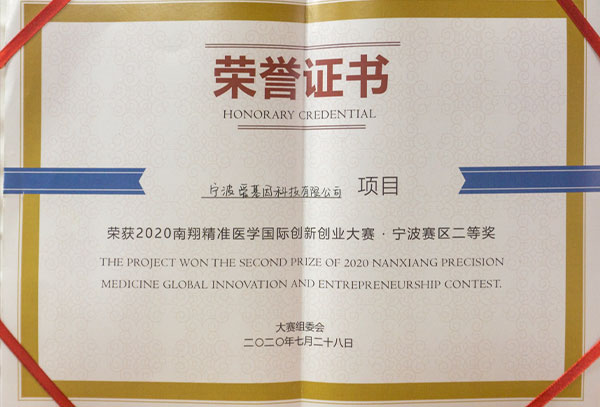 荣誉证书
HONORARY CREDENTIAL
宁波爱基因科技有限公司 项目
荣获2020南翔精准医学国际创新创业大赛·宁波赛区二等奖
THE PROJECT WON THE SECOND PRIZE OF 2020 NANXIANG PRECISION
MEDICINE GLOBAL INNOVATION AND ENTREPRENEURSHIP CONTEST.
大赛组委会
二〇二〇年七月二十八日